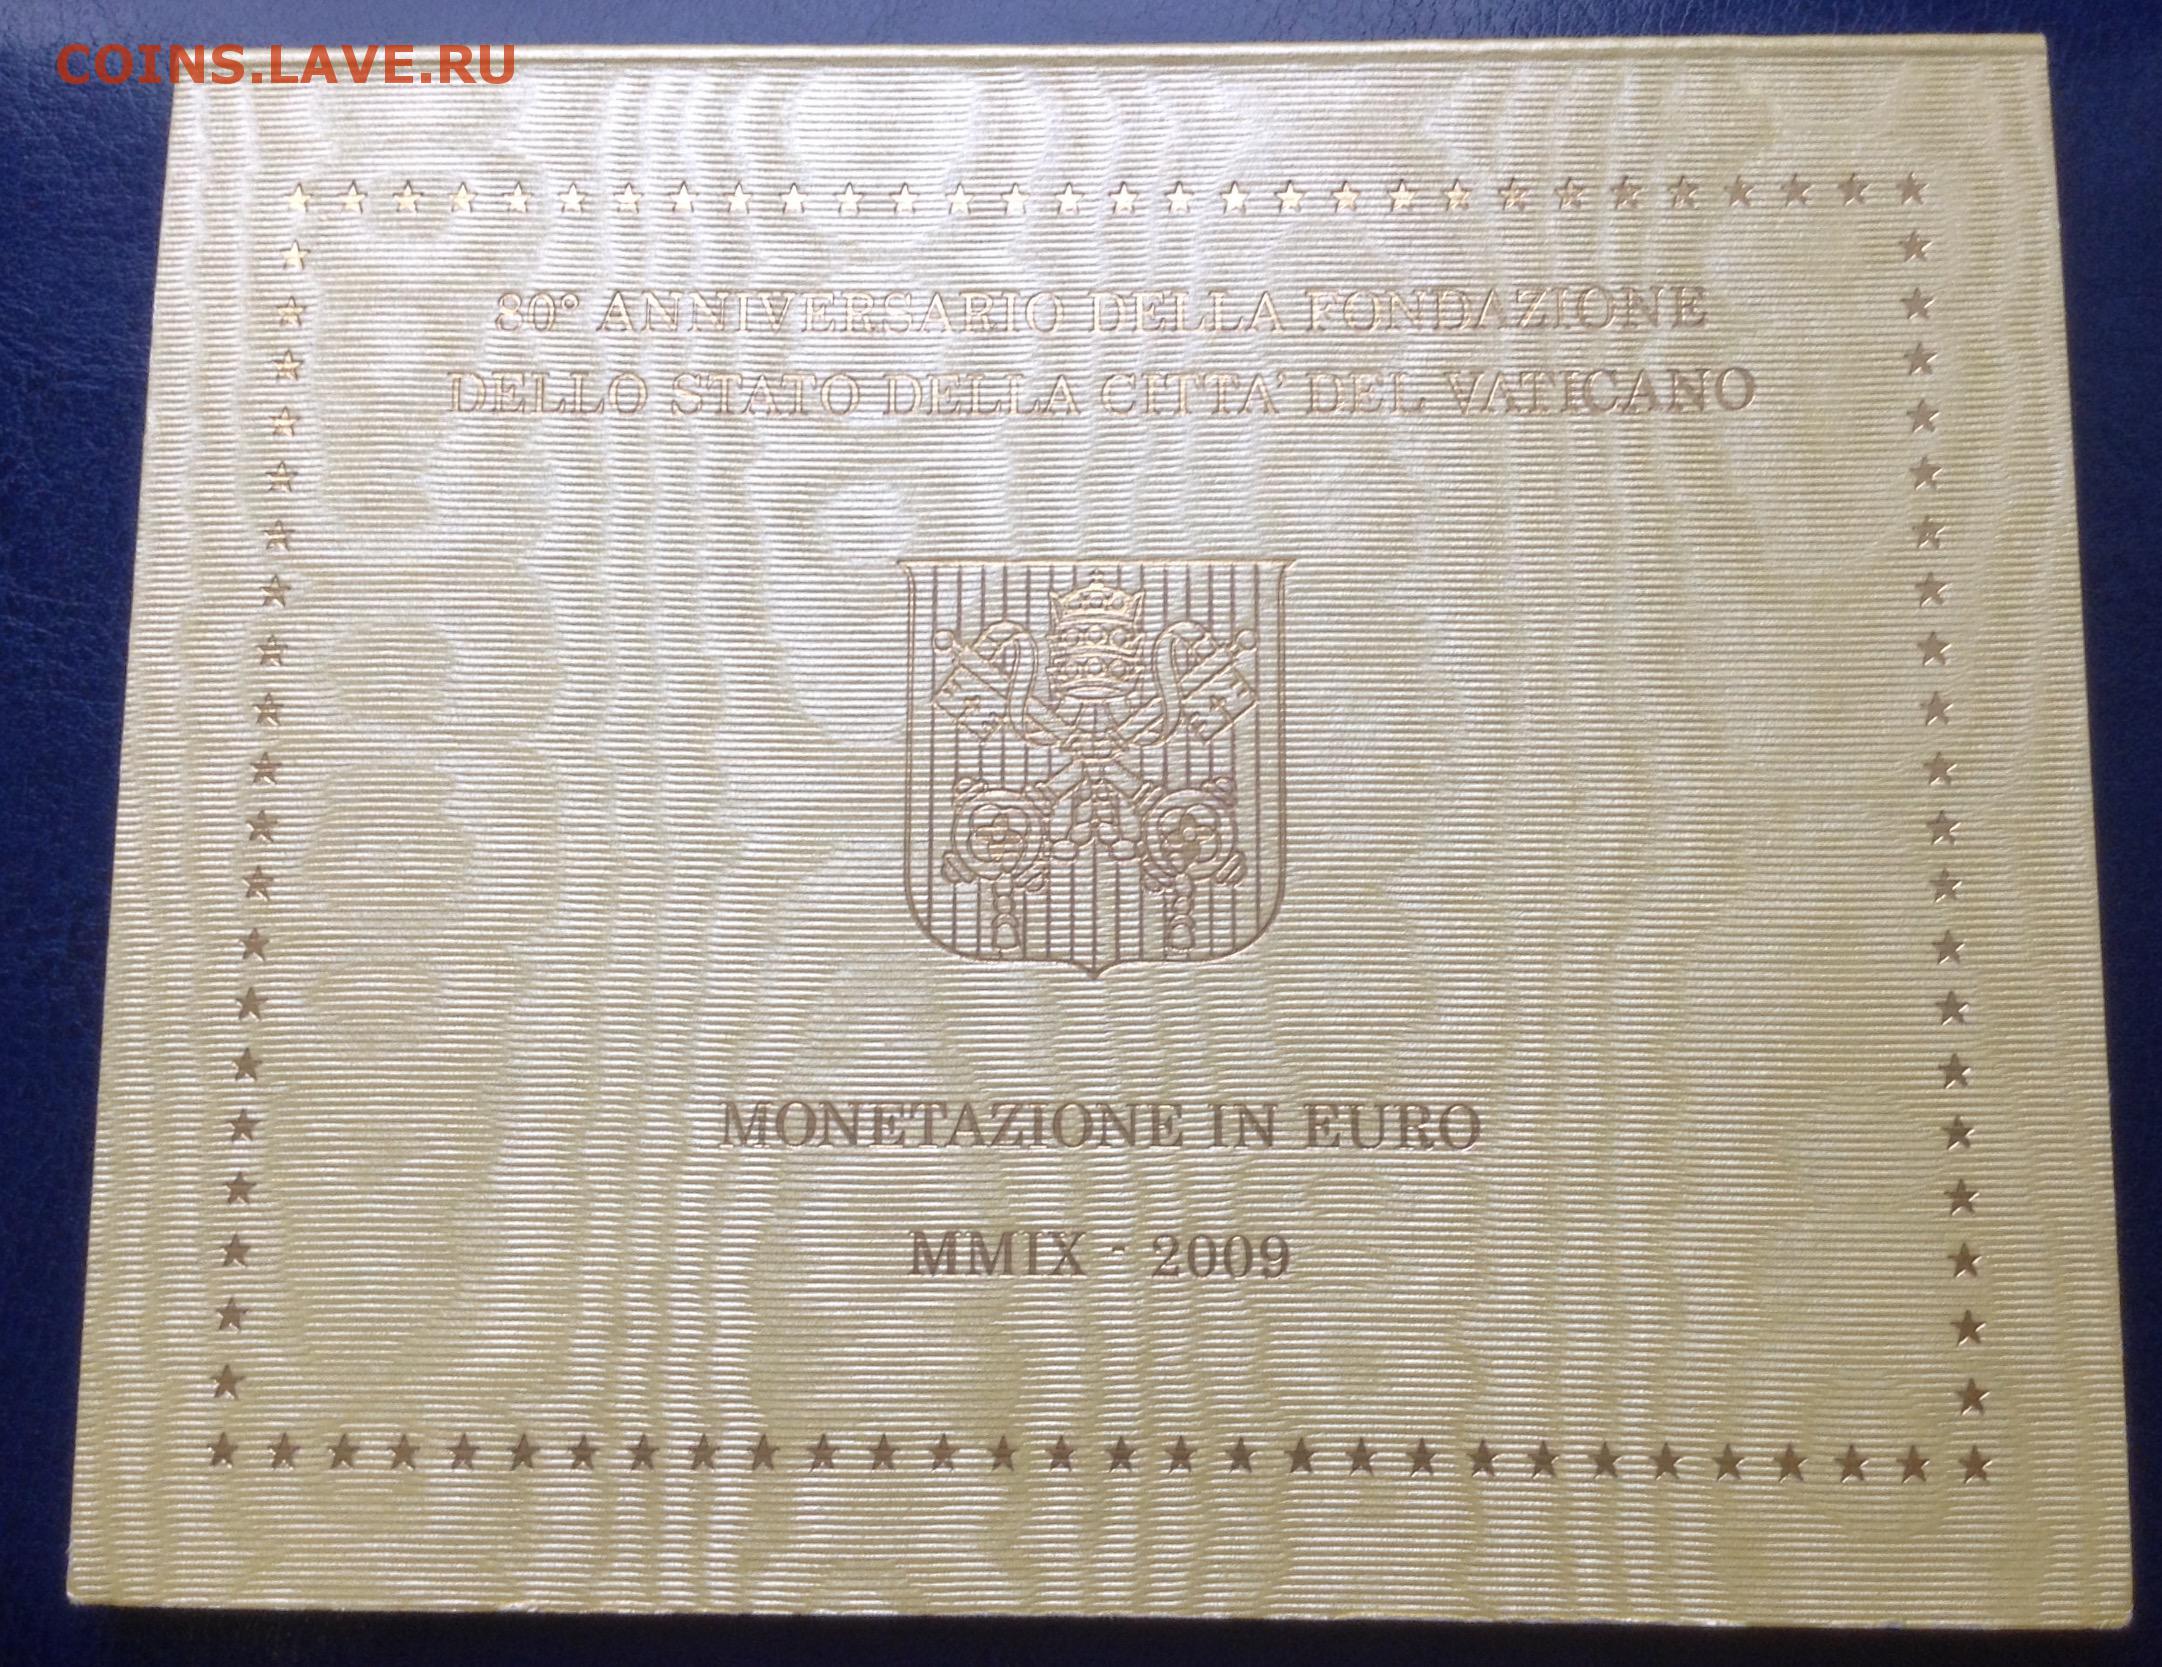 COINS.LAVE.RU
80° ANNIVERSARIO DELLA FONDAZIONE
DELLO STATO DELLA CITTA' DEL VATICANO
MONETAZIONE IN EURO
MMIX - 2009